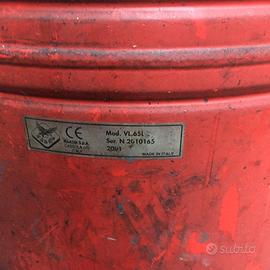 CE
Mod. VL.65L
Ser. N 2010165
2001
MADE IN ITALY
subito